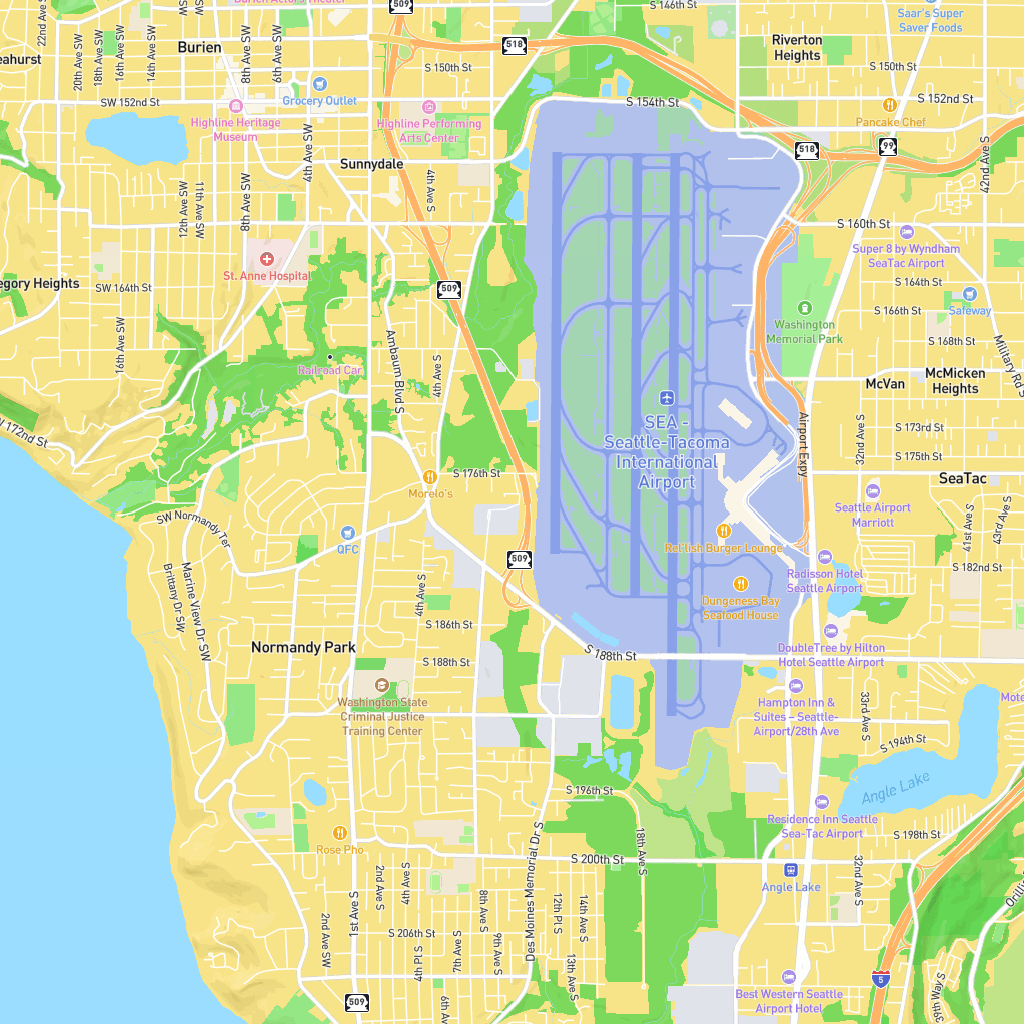 Burien Actors Theater
509
S 146th St
Saar's Super
Saver Foods
22nd Ave S
20th Ave SW
18th Ave SW
16th Ave SW
14th Ave SW
8th Ave SW
6th Ave SW
Burien
518
Riverton
Heights
eahurst
S 150th St
S 150th St
Grocery Outlet
SW 152nd St
S 154th St
S 152nd St
Highline Heritage
Museum
Highline Performing
Arts Center
Pancake Chef
4th Ave SW
Sunnydale
518
99
42nd Ave S
12th Ave SW
11th Ave SW
8th Ave SW
4th Ave S
S 160th St
Super 8 by Wyndham
SeaTac Airport
St. Anne Hospital
egory Heights
SW 164th St
509
S 164th St
Safeway
Washington
Memorial Park
S 166th St
16th Ave SW
Railroad Car
Ambaum Blvd S
4th Ave S
S 168th St
Military Rd S
McVan
McMicken
Heights
SEA -
Seattle-Tacoma
International
Airport
Airport Expy
32nd Ave S
S 173rd St
W 172nd St
S 175th St
S 176th St
Morelo's
SeaTac
Seattle Airport
Marriott
SW Normandy Ter
QFC
Rel'lish Burger Lounge
41st Ave S
43rd Ave S
509
Radisson Hotel
Seattle Airport
S 182nd St
Brittany Dr SW
Marine View Dr SW
4th Ave S
Dungeness Bay
Seafood House
S 186th St
Normandy Park
S 188th St
S 188th St
DoubleTree by Hilton
Hotel Seattle Airport
Washington State
Criminal Justice
Training Center
Hampton Inn &
Suites – Seattle-
Airport/28th Ave
33rd Ave S
Mote
S 194th St
Angle Lake
S 196th St
Residence Inn Seattle
Sea-Tac Airport
Rose Pho
Des Moines Memorial Dr S
18th Ave S
S 198th St
S 200th St
Angle Lake
32nd Ave S
2nd Ave S
4th Ave S
1st Ave S
2nd Ave SW
8th Ave S
12th Pl S
14th Ave S
S 206th St
4th Pl S
7th Ave S
9th Ave S
13th Ave S
5
Best Western Seattle
Airport Hotel
39th Way S
Orilli
509